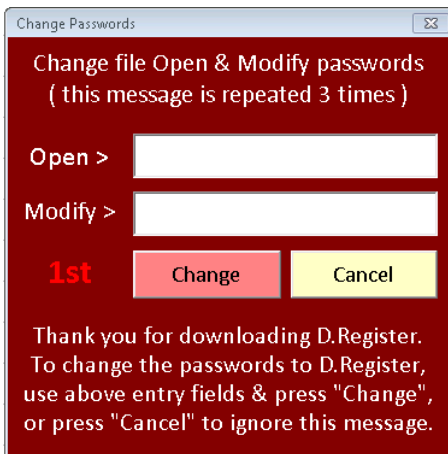 Change Passwords
Change file Open & Modify passwords
( this message is repeated 3 times )
Open >
Modify >
1st
Change
Cancel
Thank you for downloading D.Register.
To change the passwords to D.Register,
use above entry fields & press "Change",
or press "Cancel" to ignore this message.